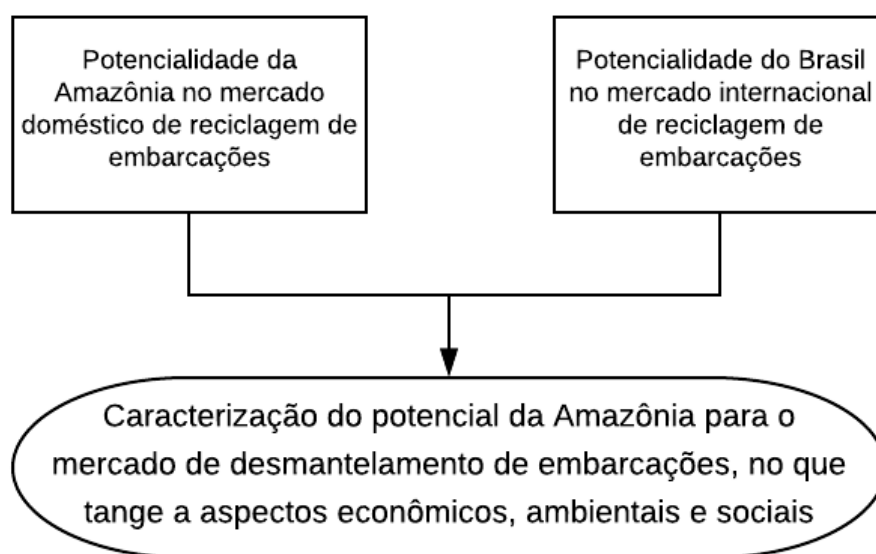 Potencialidade da
Amazônia no mercado
doméstico de reciclagem de
embarcações
Potencialidade do Brasil
no mercado internacional
de reciclagem de
embarcações
Caracterização do potencial da Amazônia para o
mercado de desmantelamento de embarcações, no que
tange a aspectos econômicos, ambientais e sociais